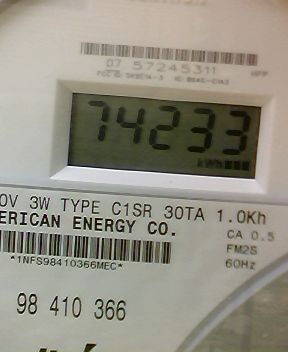 07 57245311
74233
kWh
0V 3W TYPE C1SR 30TA 1.0Kh
ERICAN ENERGY CO.
CA 0.5
FM2S
*1NFS98410366MEC*
60Hz
98 410 366